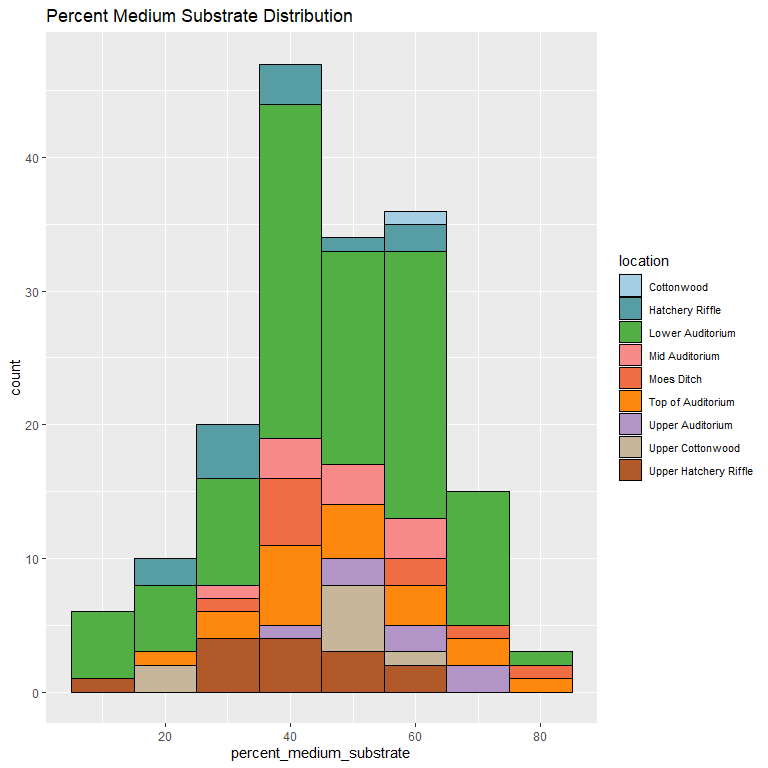 Percent Medium Substrate Distribution
count
40
30
20
10
0
20 40 60 80
percent_medium_substrate
location
Cottonwood
Hatchery Riffle
Lower Auditorium
Mid Auditorium
Moes Ditch
Top of Auditorium
Upper Auditorium
Upper Cottonwood
Upper Hatchery Riffle